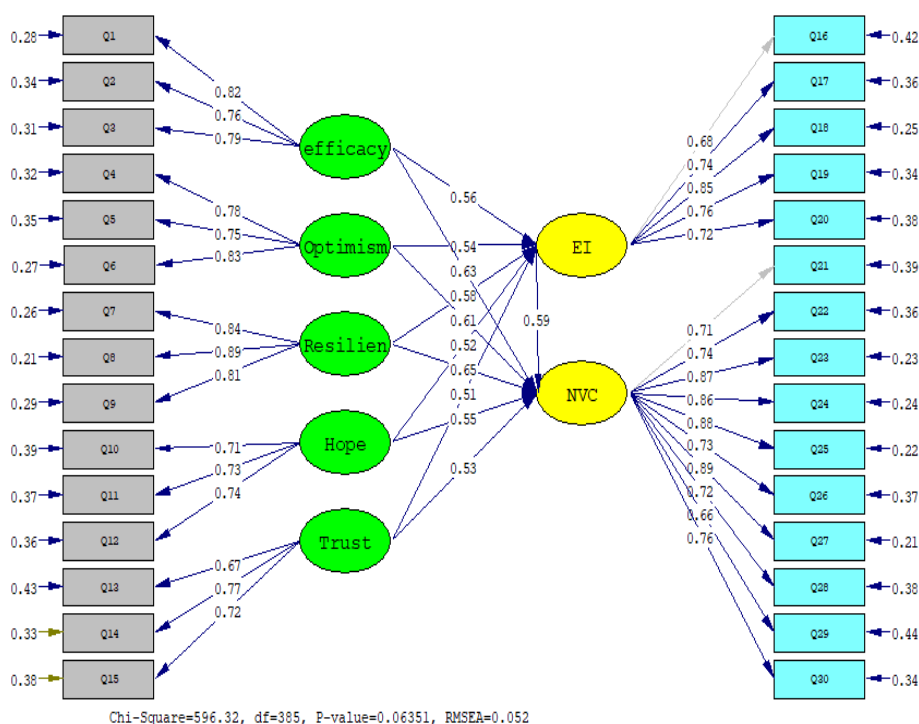 0.28 Q1 Q16 0.42
0.34 Q2 0.82 Q17 0.36
0.76
0.31 Q3 0.79 efficacy 0.68 Q18 0.25
0.74
0.32 Q4 0.85 Q19 0.34
0.78 0.56 0.76
0.35 Q5 0.75 0.72 Q20 0.38
0.27 Q6 0.83 Optimism 0.54 EI Q21 0.39
0.63
0.26 Q7 0.58 Q22 0.36
0.84 0.61 0.59 0.71
0.21 Q8 0.89 Resilien 0.52 0.74 Q23 0.23
0.81 0.65 0.87
0.29 Q9 0.51 NVC 0.86 Q24 0.24
0.55 0.88
0.39 Q10 0.71 Hope 0.73 Q25 0.22
0.73 0.53 0.89
0.37 Q11 0.74 0.72 Q26 0.37
0.66
0.36 Q12 Trust 0.76 Q27 0.21
0.67
0.43 Q13 0.77 Q28 0.38
0.72
0.33 Q14 Q29 0.44
0.38 Q15 Q30 0.34
Chi-Square=596.32, df=385, P-value=0.06351, RMSEA=0.052